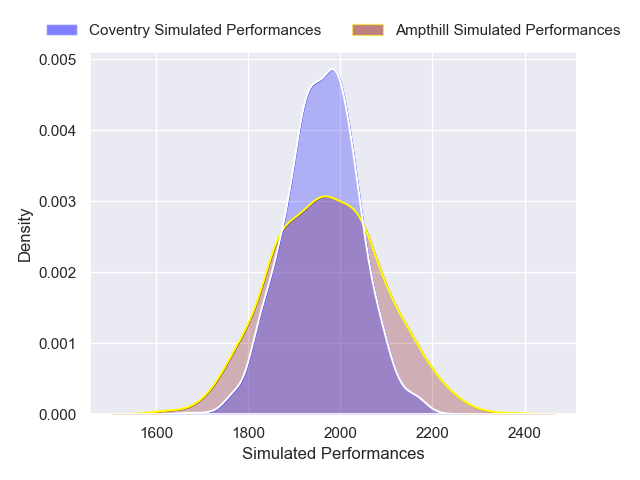 Coventry Simulated Performances
Ampthill Simulated Performances
0.005
0.004
0.003
0.002
0.001
0.000
Density
1600 1800 2000 2200 2400
Simulated Performances